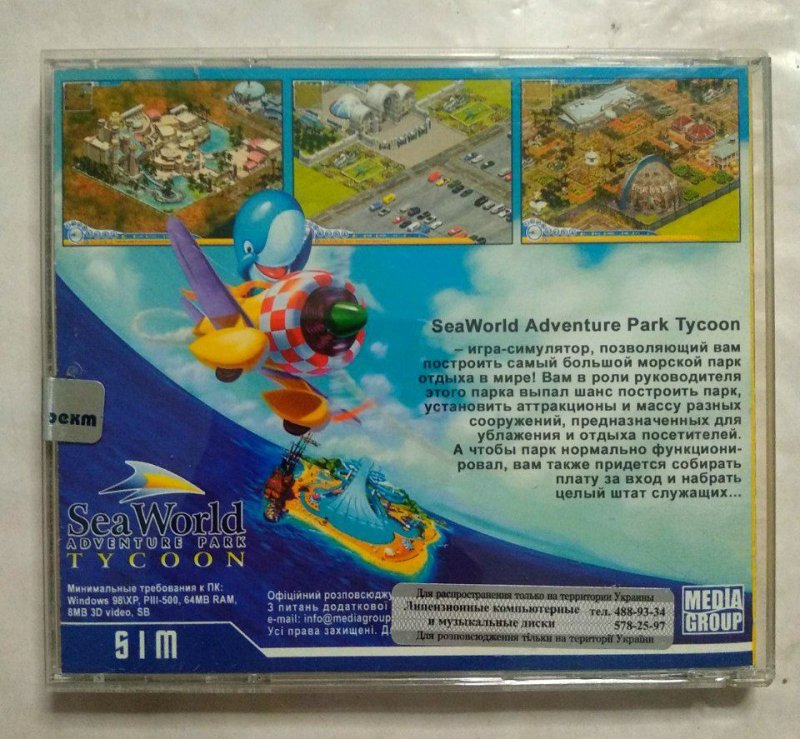 SeaWorld Adventure Park Tycoon
– игра-симулятор, позволяющий вам
построить самый большой морской парк
отдыха в мире! Вам в роли руководителя
этого парка выпал шанс построить парк,
установить аттракционы и массу разных
сооружений, предназначенных для
ублажения и отдыха посетителей.
А чтобы парк нормально функциони-
ровал, вам также придется собирать
плату за вход и набрать
целый штат служащих...
SeaWorld
ADVENTURE PARK
TYCOON
Минимальные требования к ПК:
Windows 98\XP, PIII-500, 64MB RAM,
8MB 3D video, SB
SIM
Офіційний розповсюджу
З питань додаткової
e-mail: info@mediagroup
Усі права захищені.
Для распространения только на территории Украины
Лицензионные компьютерные
и музыкальные диски
тел. 488-93-34
578-25-97
Для розповсюдження тільки на території України
MEDIA
GROUP